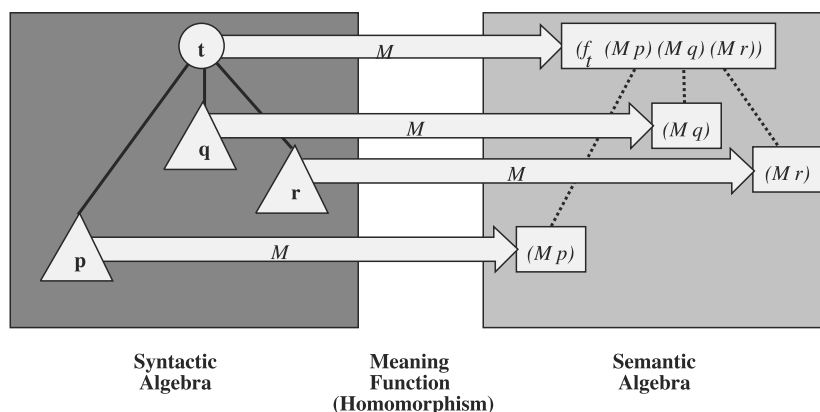 t M (f_t (M p) (M q) (M r))
q M (M q)
r M (M r)
p M (M p)
Syntactic Meaning Semantic
Algebra Function Algebra
(Homomorphism)